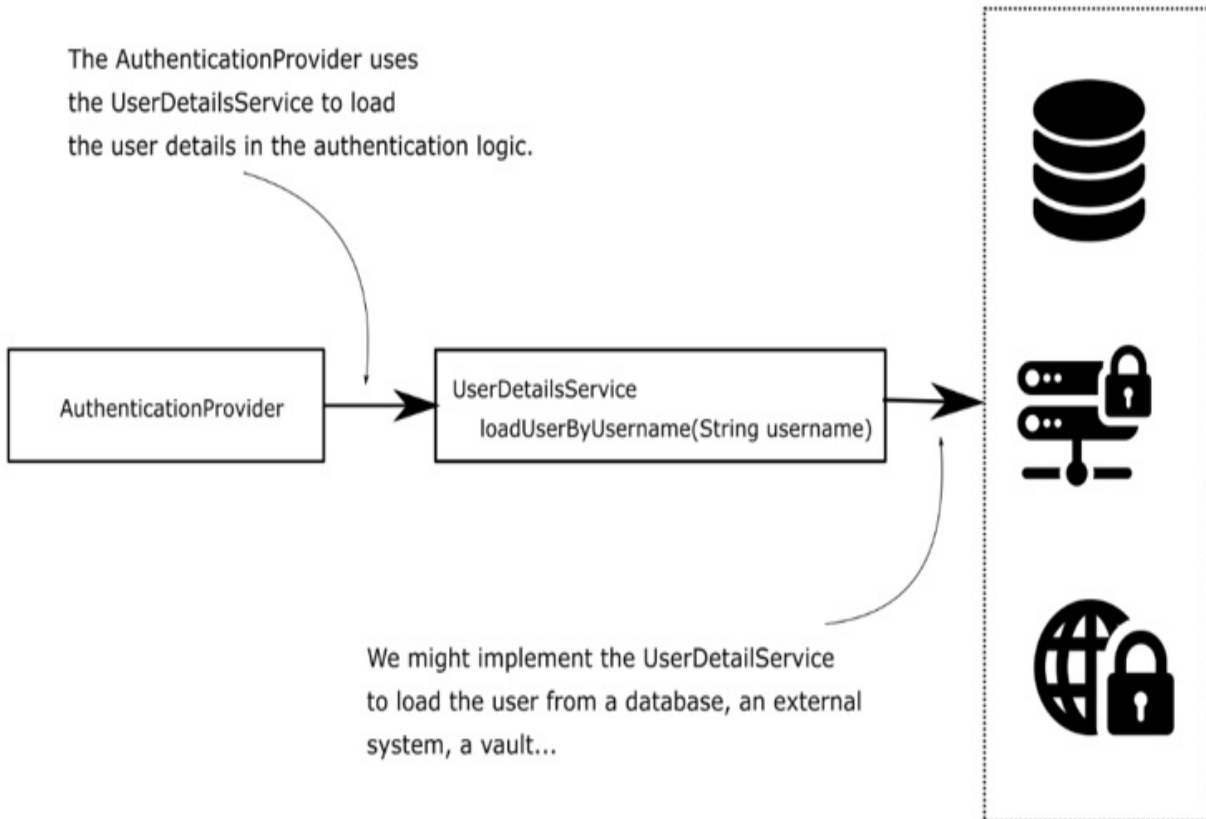 The AuthenticationProvider uses
the UserDetailsService to load
the user details in the authentication logic.
AuthenticationProvider
UserDetailsService
loadUserByUsername(String username)
We might implement the UserDetailService
to load the user from a database, an external
system, a vault...